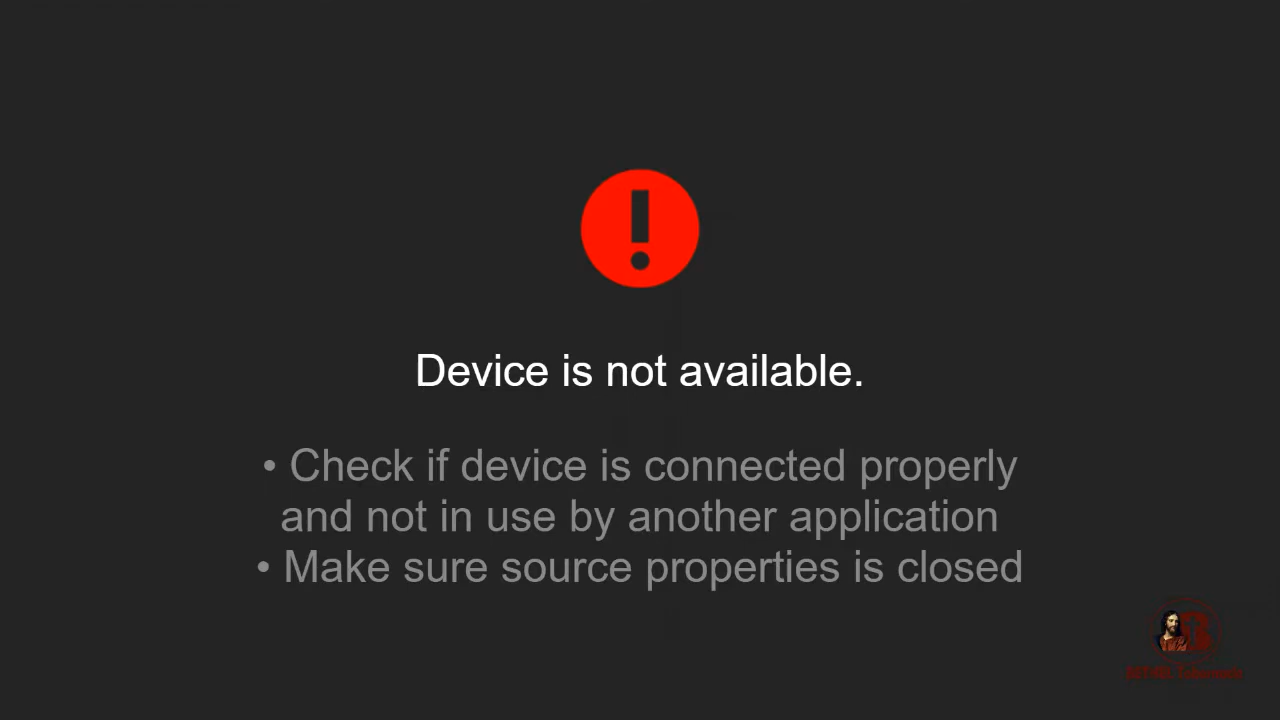 Device is not available.
• Check if device is connected properly
and not in use by another application
• Make sure source properties is closed